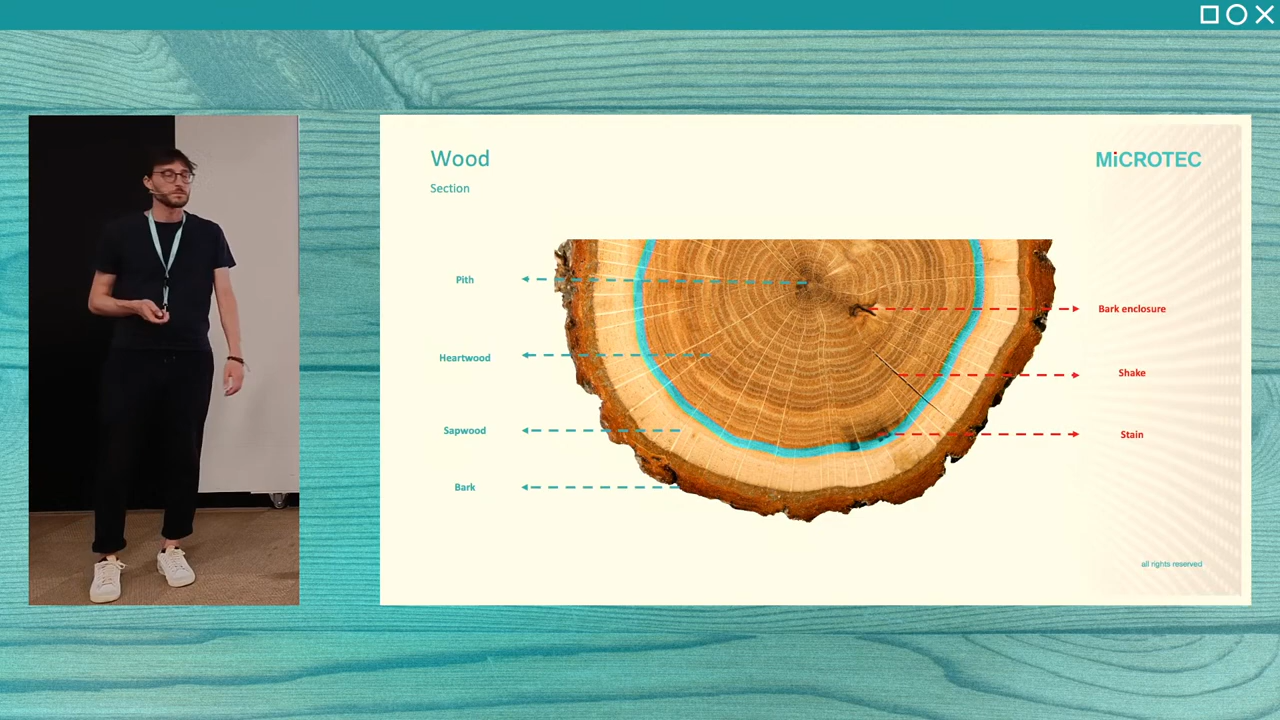 Wood
MiCROTEC
Section
Pith
Bark enclosure
Heartwood
Shake
Sapwood
Stain
Bark
all rights reserved